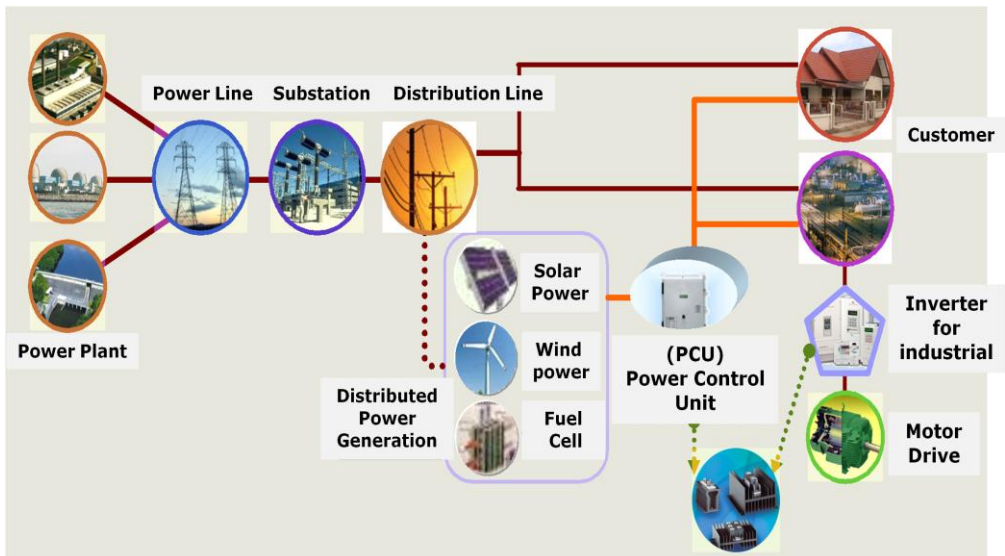 Power Line
Substation
Distribution Line
Customer
Power Plant
Solar
Power
Wind
power
Fuel
Cell
Distributed
Power
Generation
(PCU)
Power Control
Unit
Inverter
for
industrial
Motor
Drive